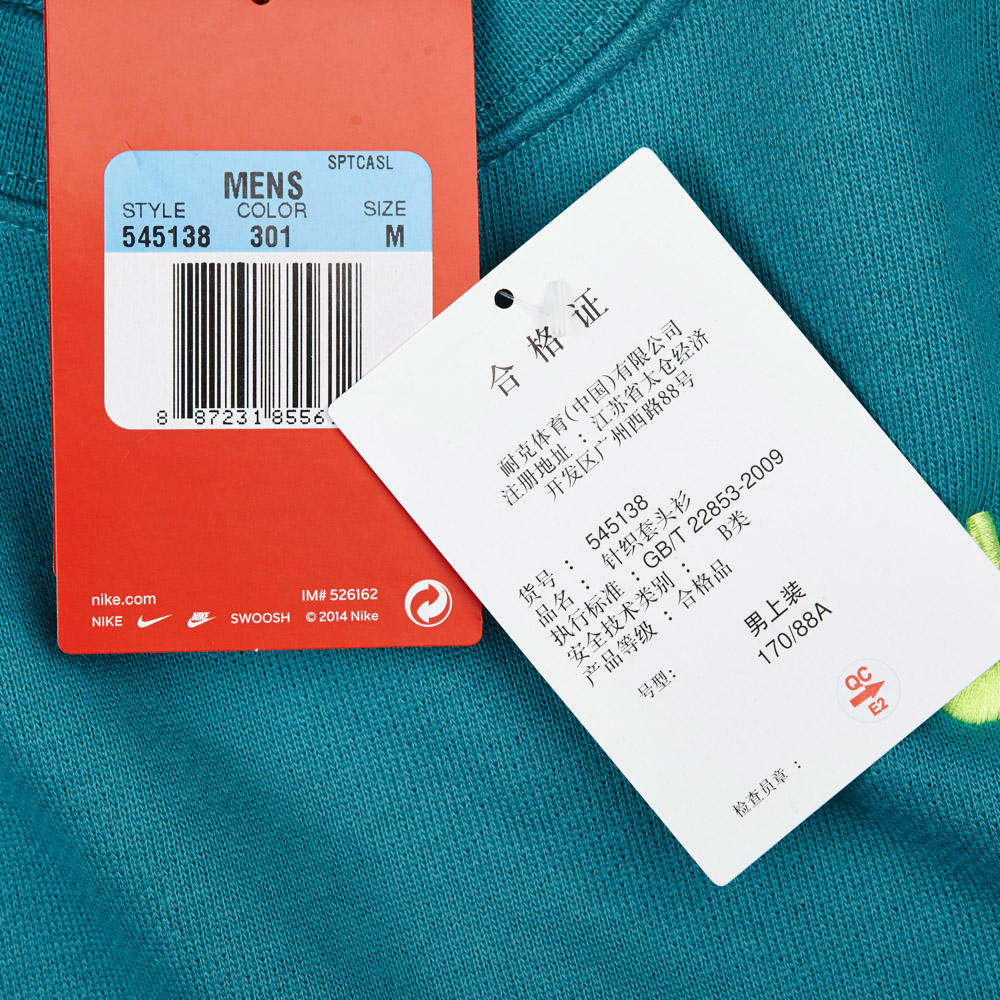 SPTCASL
MENS
STYLE COLOR SIZE
545138 301 M
8 87231 8556
nike.com
IM# 526162
NIKE NIKE SWOOSH © 2014 Nike
合格证
耐克体育(中国)有限公司
注册地址：江苏省太仓经济
开发区广州西路88号
货号： 545138
品名： 针织套头衫
执行标准：GB/T 22853-2009
安全技术类别： B类
产品等级：合格品
号型: 男上装
170/88A
QC
E2
检查员章：